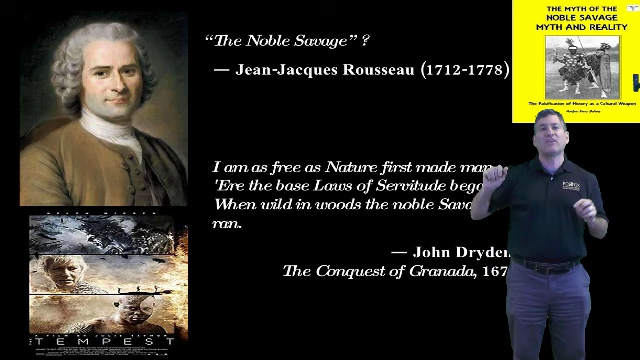 “The Noble Savage” ?
— Jean-Jacques Rousseau (1712-1778)
THE MYTH OF THE
NOBLE SAVAGE
MYTH AND REALITY
The Falsification of History as a Cultural Weapon
I am as free as Nature first made man
'Ere the base Laws of Servitude
When wild in woods the noble
ran.
— John Dryden
The Conquest of Granada,
TEMPEST